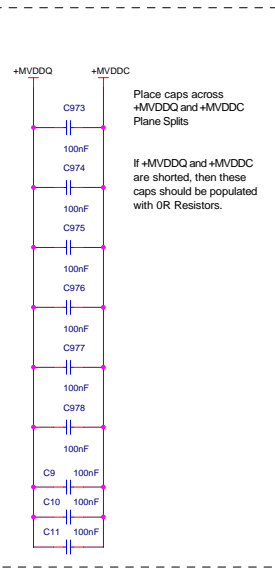 +MVDDQ +MVDDC
C973
100nF
C974
100nF
C975
100nF
C976
100nF
C977
100nF
C978
100nF
C9 100nF
C10 100nF
C11 100nF
Place caps across
+MVDDQ and +MVDDC
Plane Splits
If +MVDDQ and +MVDDC
are shorted, then these
caps should be populated
with 0R Resistors.